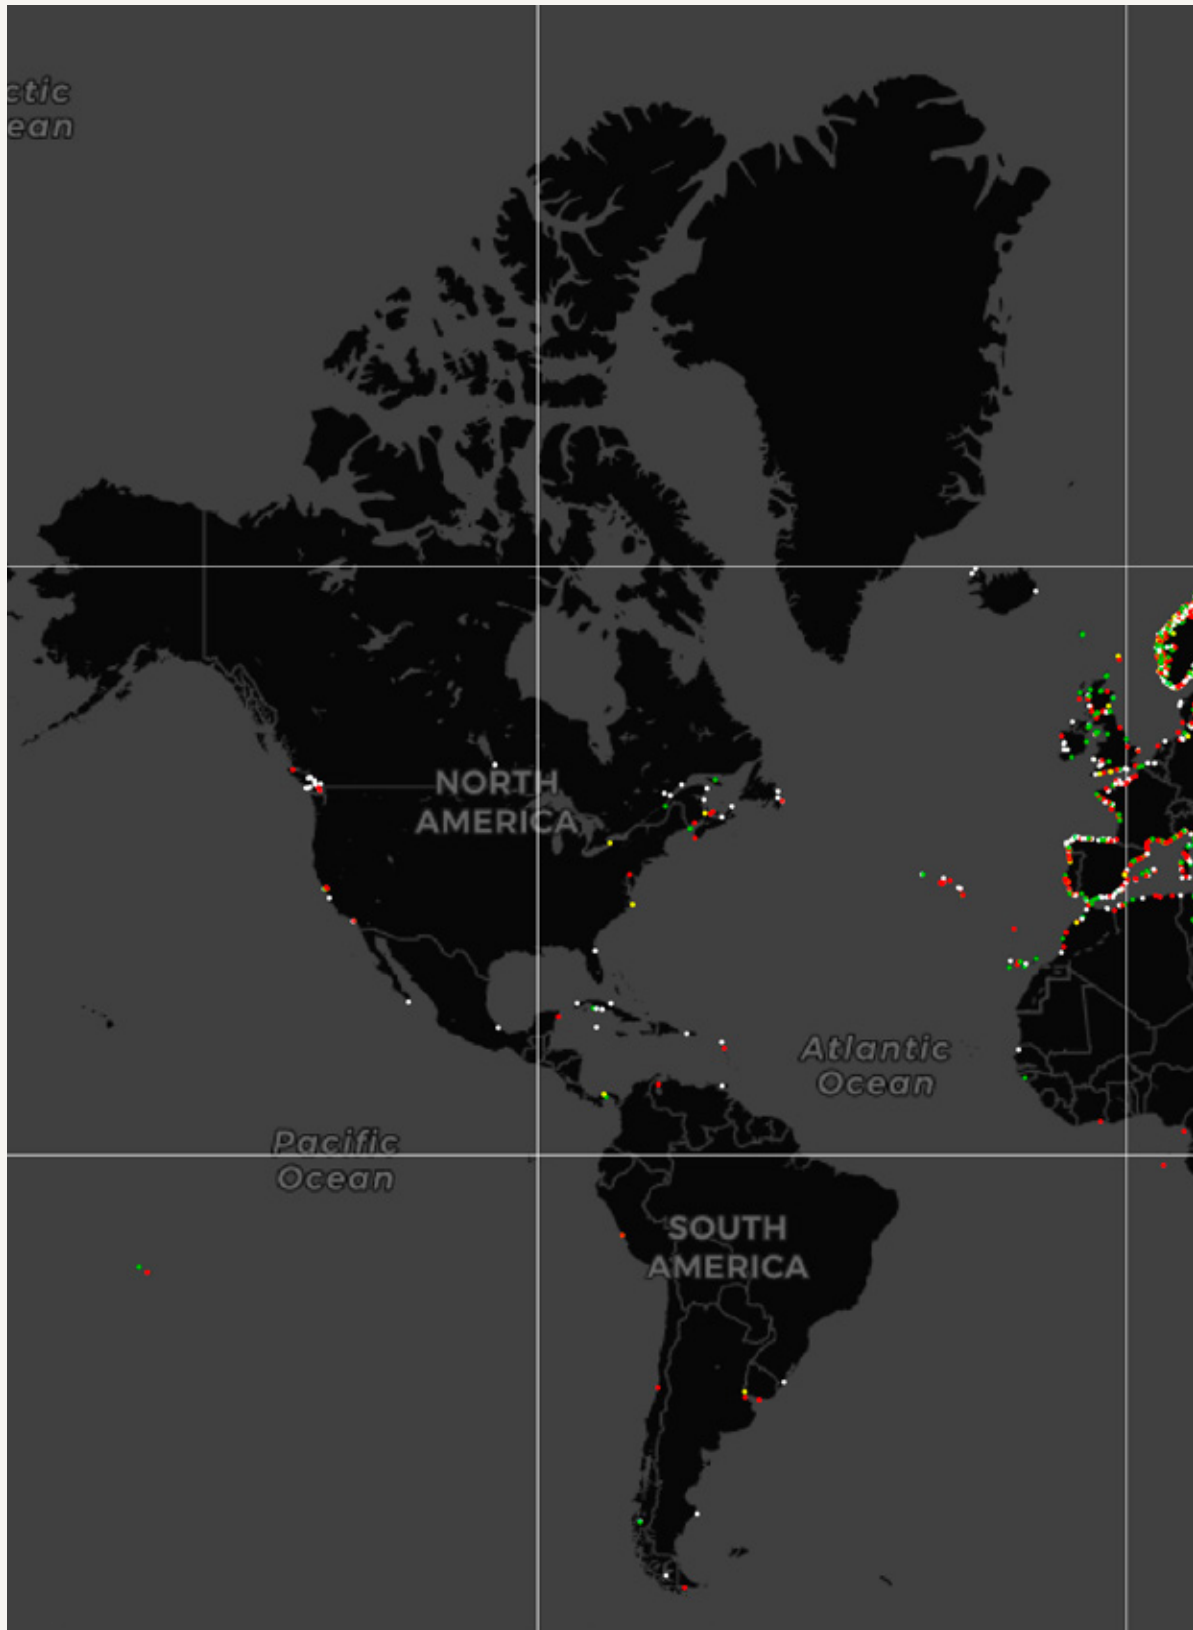 ctic
ean
NORTH
AMERICA
Atlantic
Ocean
Pacific
Ocean
SOUTH
AMERICA